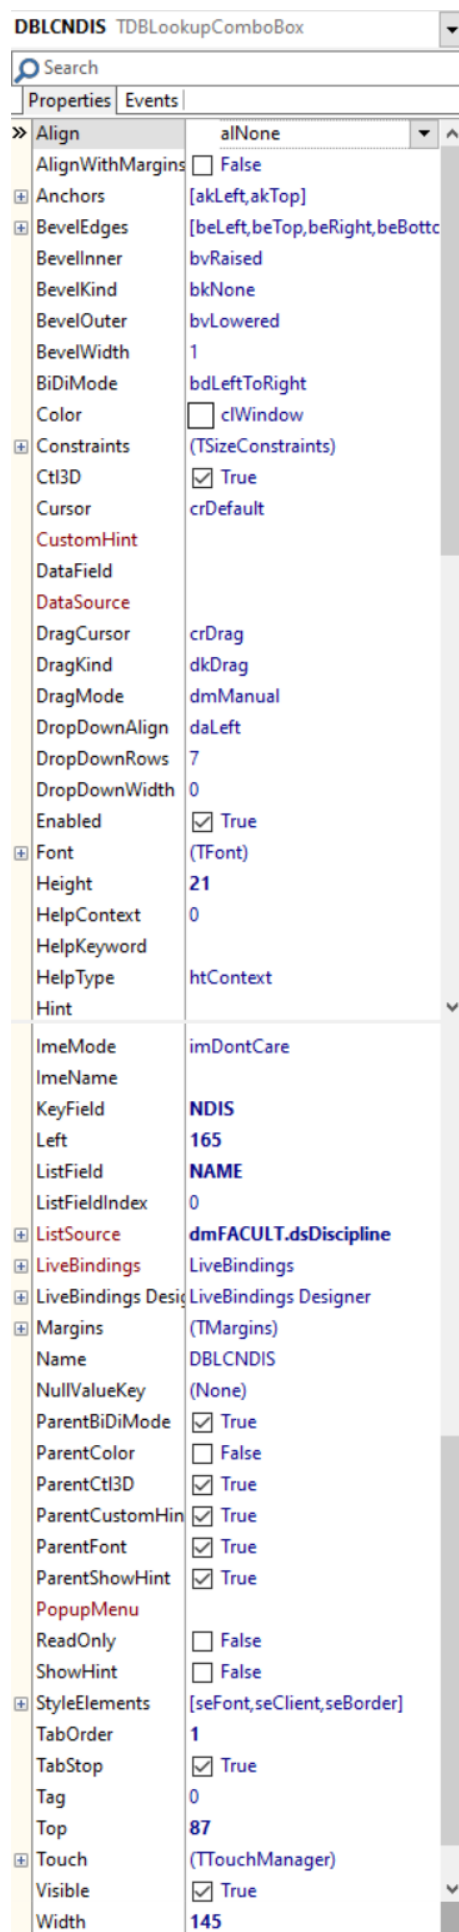 DBLCNDIS TDBLookupComboBox
Search
Properties Events
Align alNone
AlignWithMargins False
Anchors [akLeft,akTop]
BevelEdges [beLeft,beTop,beRight,beBottc
BevelInner bvRaised
BevelKind bkNone
BevelOuter bvLowered
BevelWidth 1
BiDiMode bdLeftToRight
Color clWindow
Constraints (TSizeConstraints)
Ctl3D True
Cursor crDefault
CustomHint
DataField
DataSource
DragCursor crDrag
DragKind dkDrag
DragMode dmManual
DropDownAlign daLeft
DropDownRows 7
DropDownWidth 0
Enabled True
Font (TFont)
Height 21
HelpContext 0
HelpKeyword
HelpType htContext
Hint
ImeMode imDontCare
ImeName
KeyField NDIS
Left 165
ListField NAME
ListFieldIndex 0
ListSource dmFACULT.dsDiscipline
LiveBindings LiveBindings
LiveBindings Desig LiveBindings Designer
Margins (TMargins)
Name DBLCNDIS
NullValueKey (None)
ParentBiDiMode True
ParentColor False
ParentCtl3D True
ParentCustomHin True
ParentFont True
ParentShowHint True
PopupMenu
ReadOnly False
ShowHint False
StyleElements [seFont,seClient,seBorder]
TabOrder 1
TabStop True
Tag 0
Top 87
Touch (TTouchManager)
Visible True
Width 145